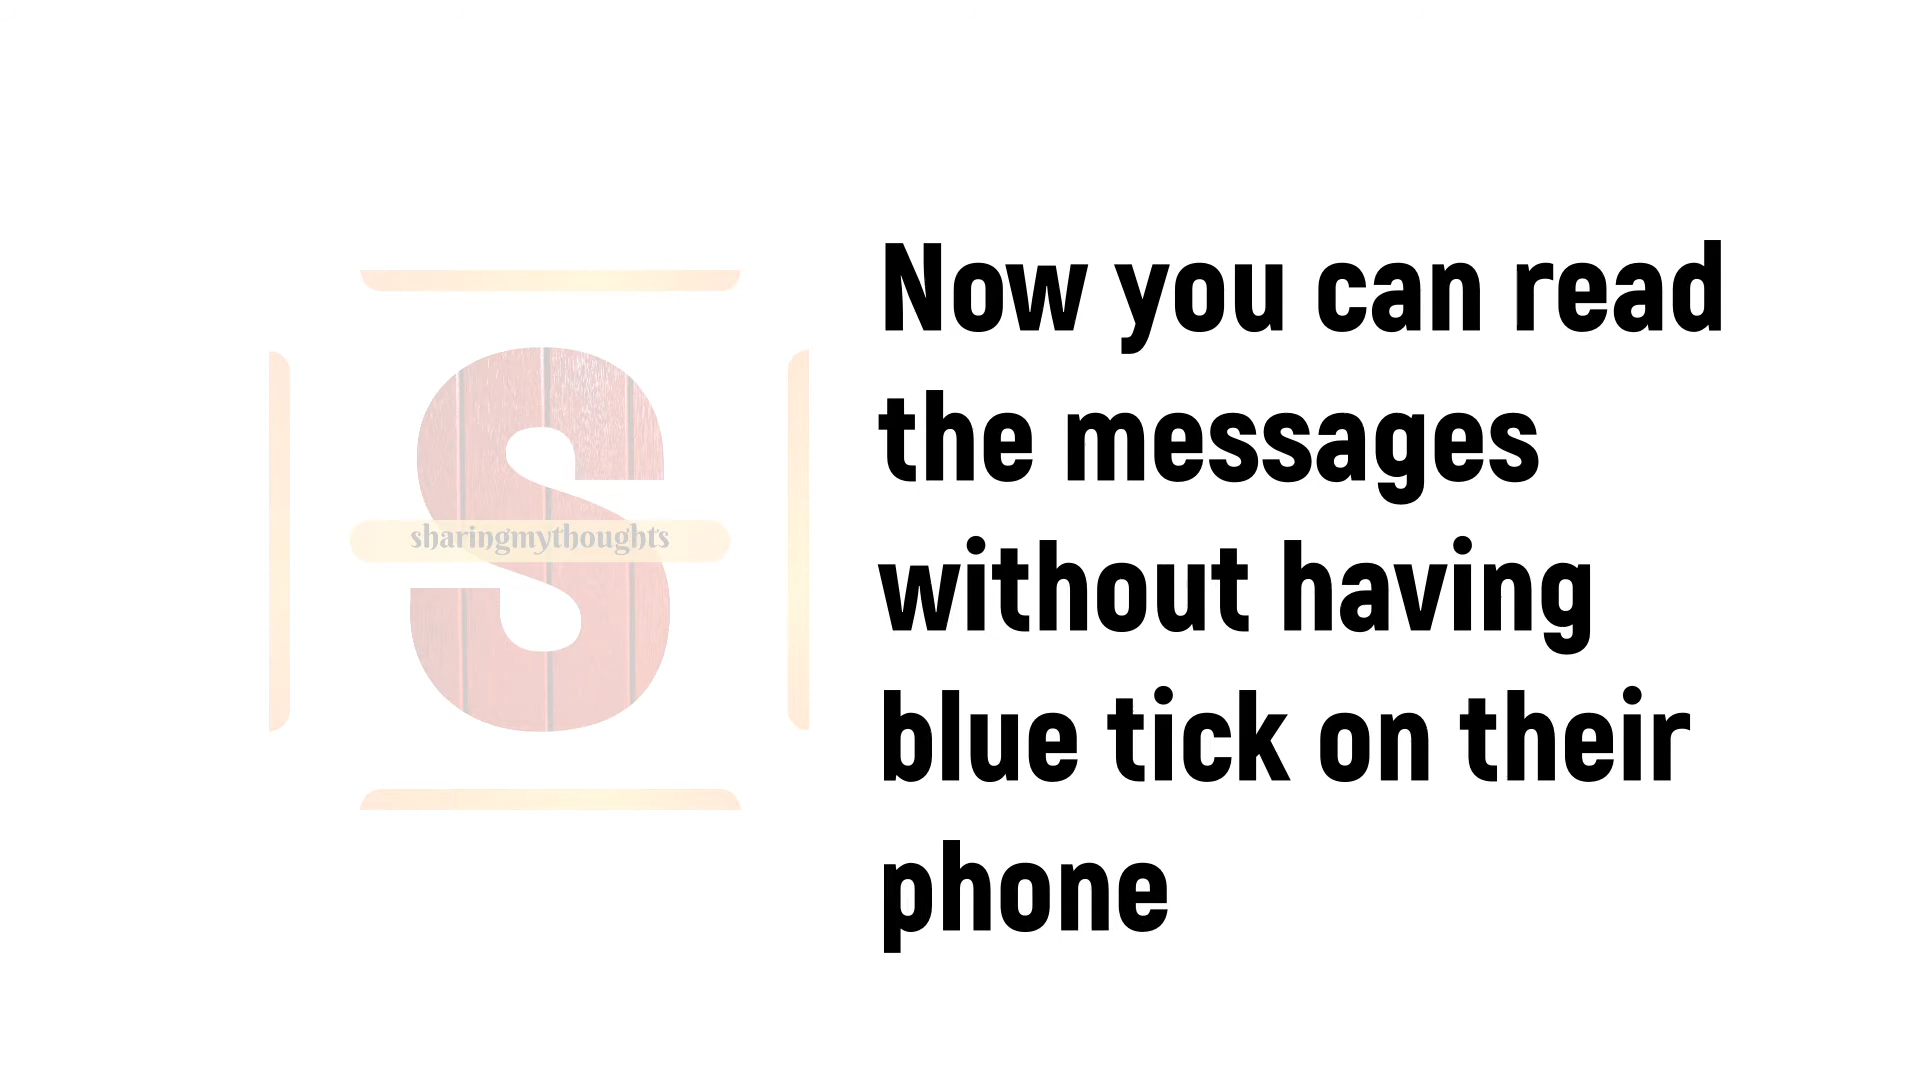 Now you can read
the messages
without having
blue tick on their
phone
sharingmythoughts